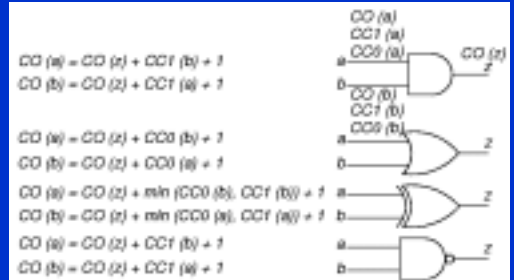 CO (a)
CC1 (a)
CC0 (a)
CO (z)
CO (a) = CO (z) + CC1 (b) + 1
a
z
CO (b) = CO (z) + CC1 (a) + 1
b
CO (b)
CC1 (b)
CC0 (b)
CO (a) = CO (z) + CC0 (b) + 1
a
z
CO (b) = CO (z) + CC0 (a) + 1
b
CO (a) = CO (z) + min (CC0 (b), CC1 (b)) + 1
a
z
CO (b) = CO (z) + min (CC0 (a), CC1 (a)) + 1
b
CO (a) = CO (z) + CC1 (b) + 1
a
z
CO (b) = CO (z) + CC1 (a) + 1
b